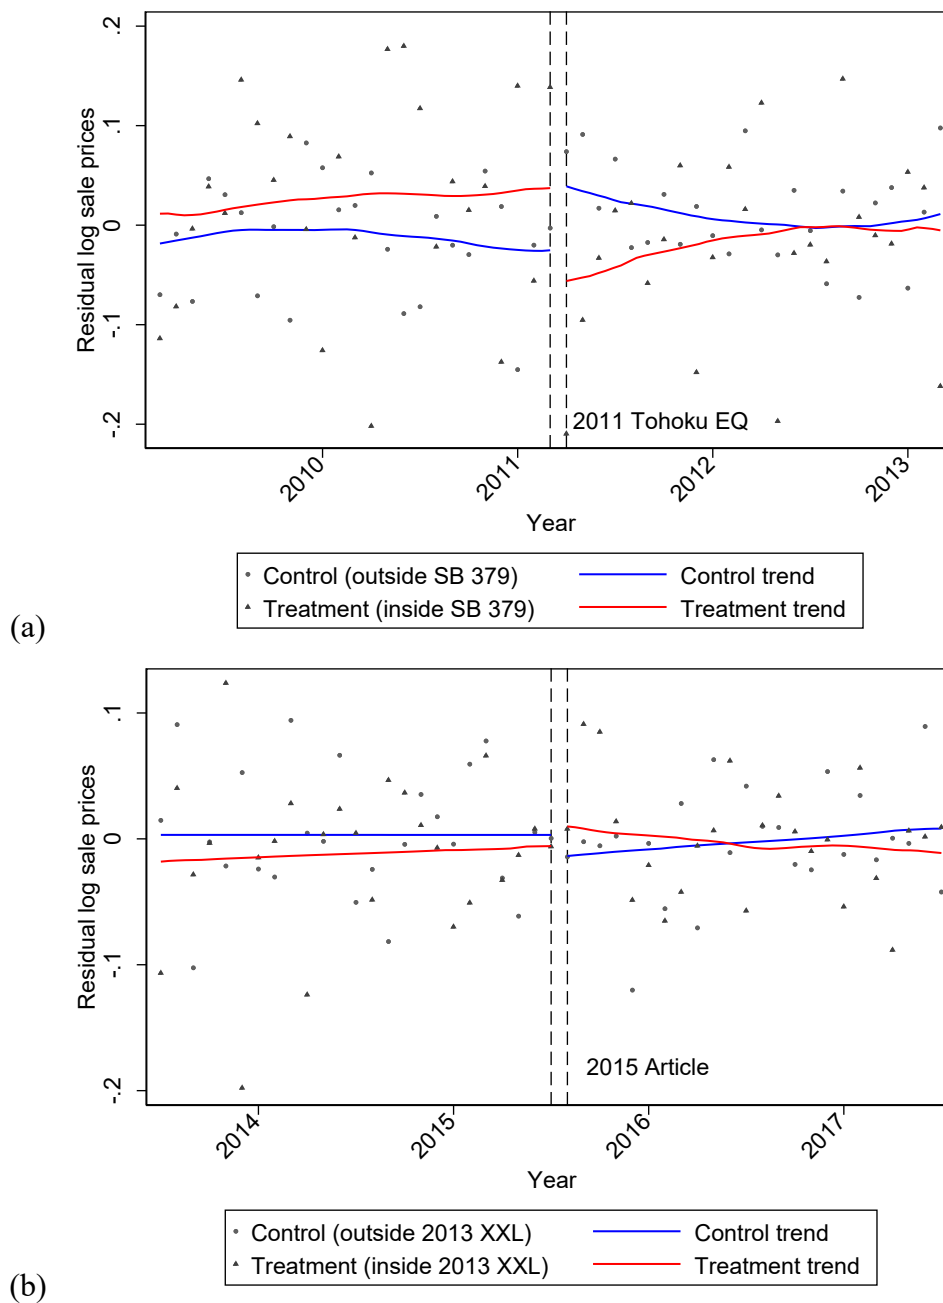 .2
.1
0
-.1
-.2
Residual log sale prices
2011 Tohoku EQ
2010 2011 2012 2013
Year
Control (outside SB 379) Control trend
Treatment (inside SB 379) Treatment trend
(a)
.1
0
-.1
-.2
Residual log sale prices
2015 Article
2014 2015 2016 2017
Year
Control (outside 2013 XXL) Control trend
Treatment (inside 2013 XXL) Treatment trend
(b)